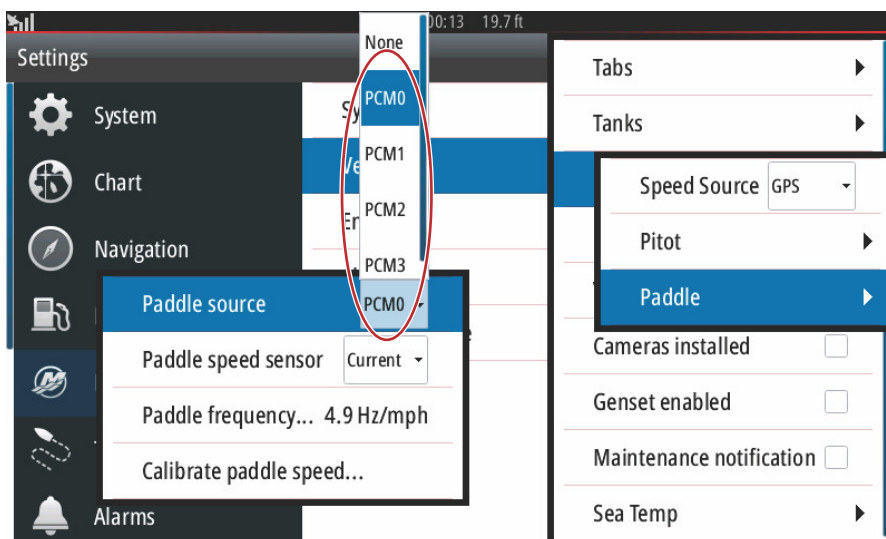 00:13 19.7 ft
Settings
System
Chart
Navigation
Alarms
None
PCM0
PCM1
PCM2
PCM3
Paddle source PCM0
Paddle speed sensor Current
Paddle frequency... 4.9 Hz/mph
Calibrate paddle speed...
Tabs
Tanks
Speed Source GPS
Pitot
Paddle
Cameras installed
Genset enabled
Maintenance notification
Sea Temp